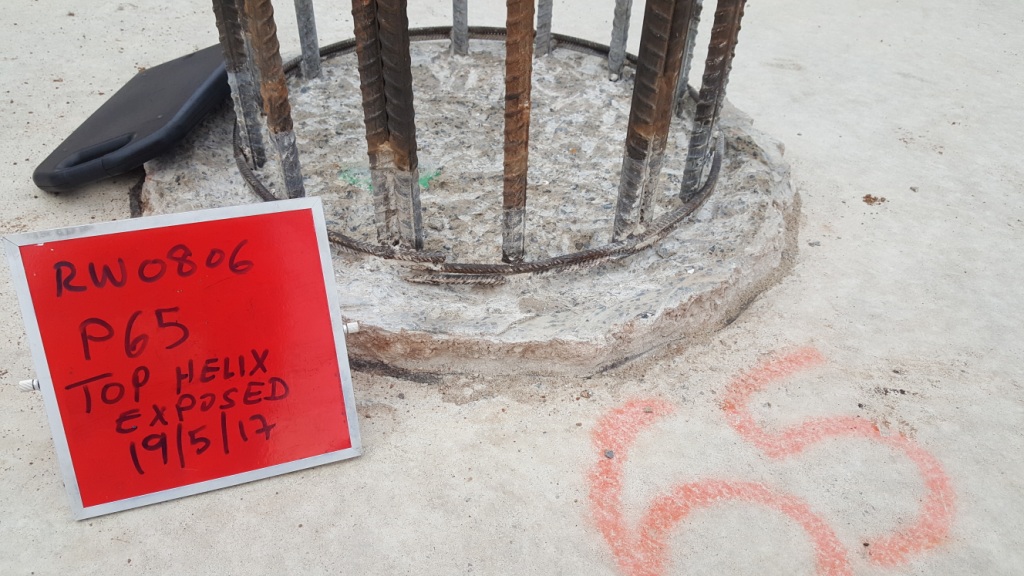 RW0806
P65
TOP HELIX
EXPOSED
19/5/17
65